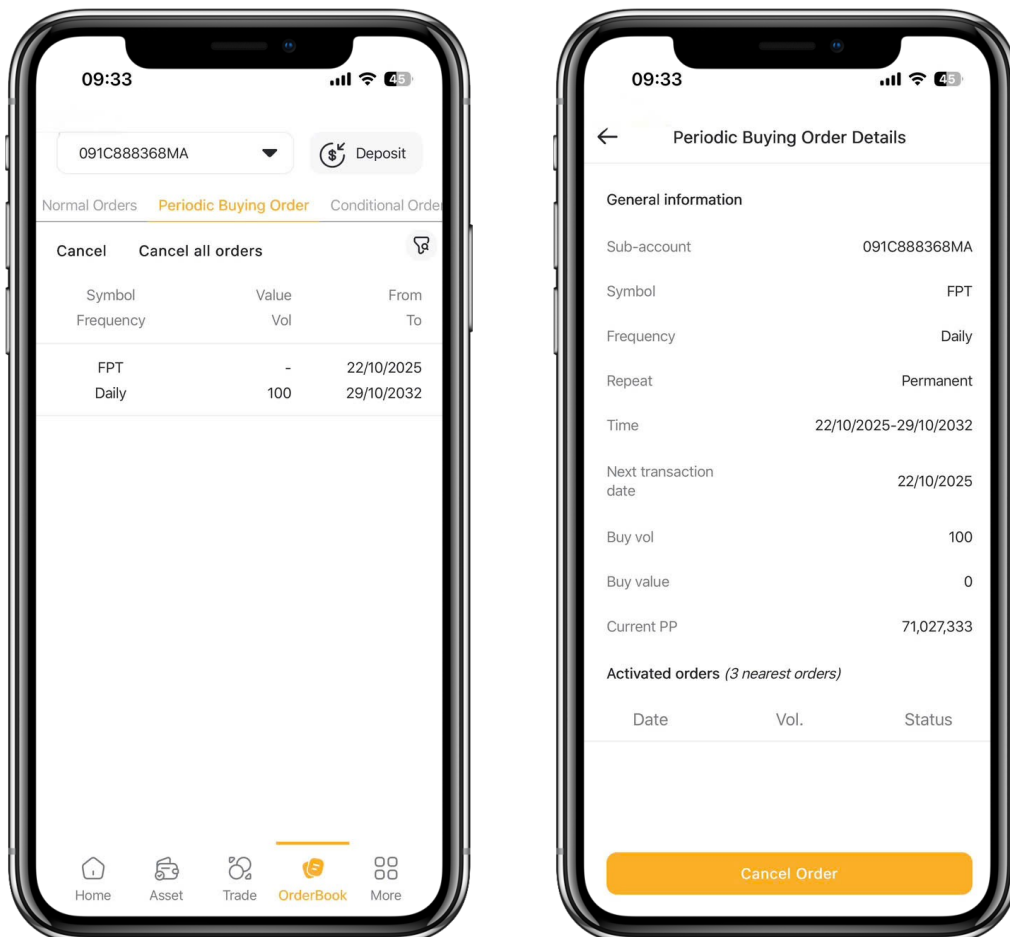 09:33
45
091C888368MA
Deposit
Normal Orders Periodic Buying Order Conditional Order
Cancel Cancel all orders
Symbol Value From
Frequency Vol To
FPT - 22/10/2025
Daily 100 29/10/2032
Home Asset Trade OrderBook More
09:33
45
Periodic Buying Order Details
General information
Sub-account 091C888368MA
Symbol FPT
Frequency Daily
Repeat Permanent
Time 22/10/2025-29/10/2032
Next transaction
date 22/10/2025
Buy vol 100
Buy value 0
Current PP 71,027,333
Activated orders (3 nearest orders)
Date Vol. Status
Cancel Order